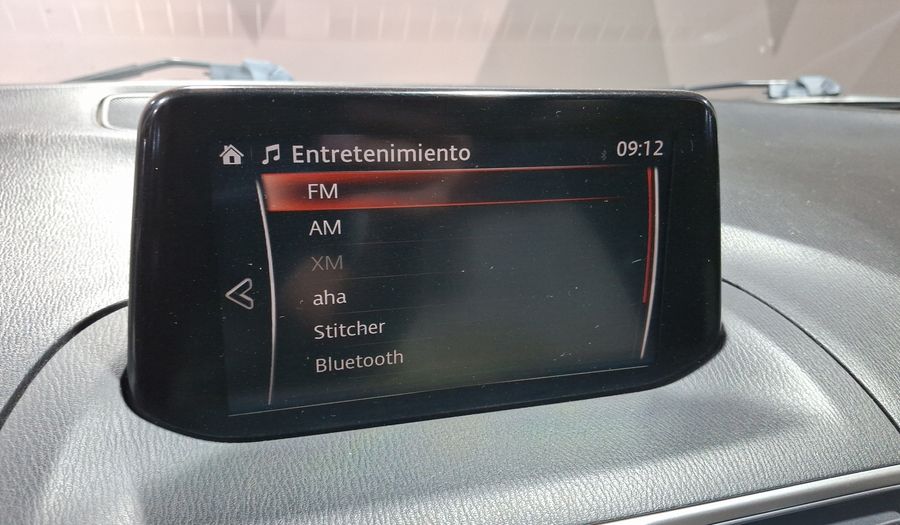 Entretenimiento 09:12
FM
AM
XM
aha
Stitcher
Bluetooth